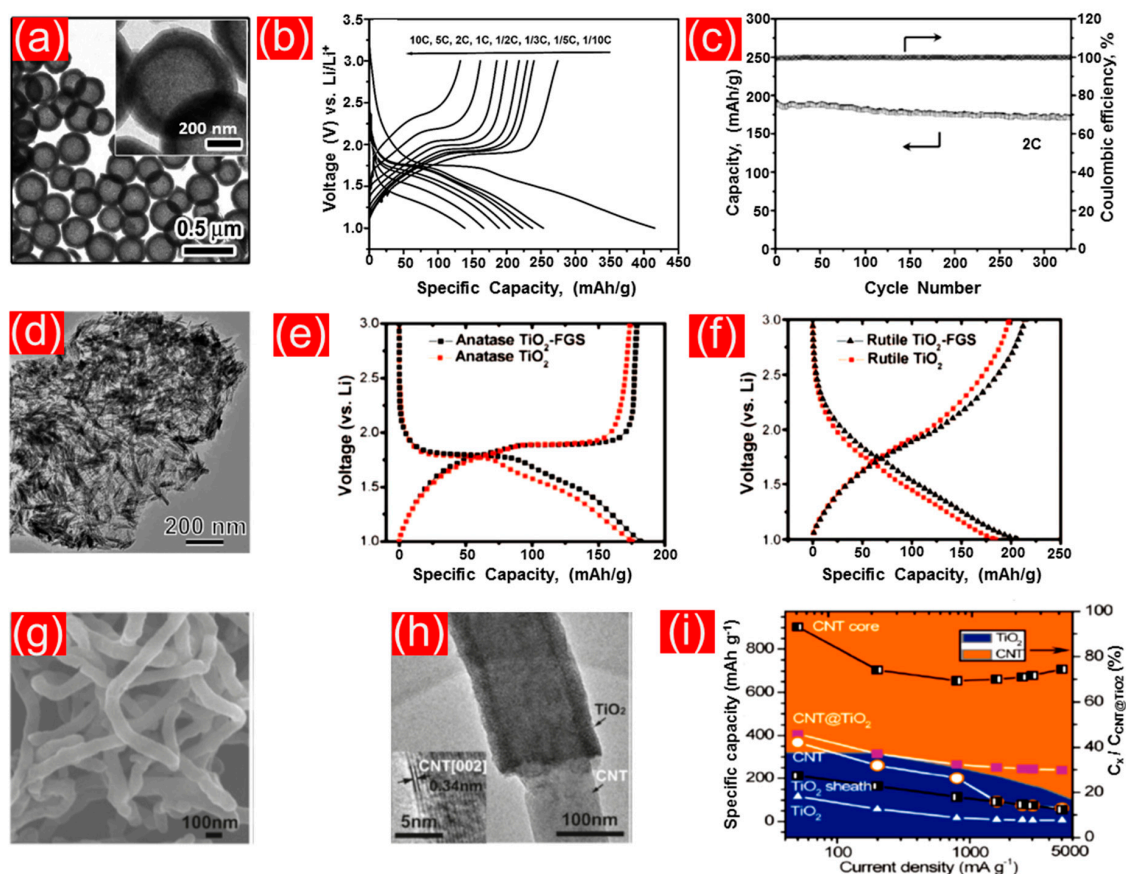 (a)
200 nm
0.5 μm
(b)
10C, 5C, 2C, 1C, 1/2C, 1/3C, 1/5C, 1/10C
3.5
3.0
2.5
2.0
1.5
1.0
Voltage (V) vs. Li/Li⁺
0 50 100 150 200 250 300 350 400 450
Specific Capacity, (mAh/g)
(c)
300
250
200
150
100
50
0
Capacity, (mAh/g)
2C
120
100
80
60
40
20
0
Coulombic efficiency, %
0 50 100 150 200 250 300
Cycle Number
(d)
200 nm
(e)
Anatase TiO₂-FGS
Anatase TiO₂
3.0
2.5
2.0
1.5
1.0
Voltage (vs. Li)
0 50 100 150 200
Specific Capacity, (mAh/g)
(f)
Rutile TiO₂-FGS
Rutile TiO₂
3.0
2.5
2.0
1.5
1.0
Voltage (vs. Li)
0 50 100 150 200 250
Specific Capacity, (mAh/g)
(g)
100nm
(h)
TiO₂
CNT
CNT[002]
0.34nm
5nm
100nm
(i)
CNT core
TiO₂
CNT
CNT@TiO₂
CNT
TiO₂ sheath
TiO₂
800
600
400
200
0
Specific capacity (mAh g⁻¹)
100
80
60
40
20
0
Cₓ / C_CNT@TiO2 (%)
100 1000 5000
Current density (mA g⁻¹)